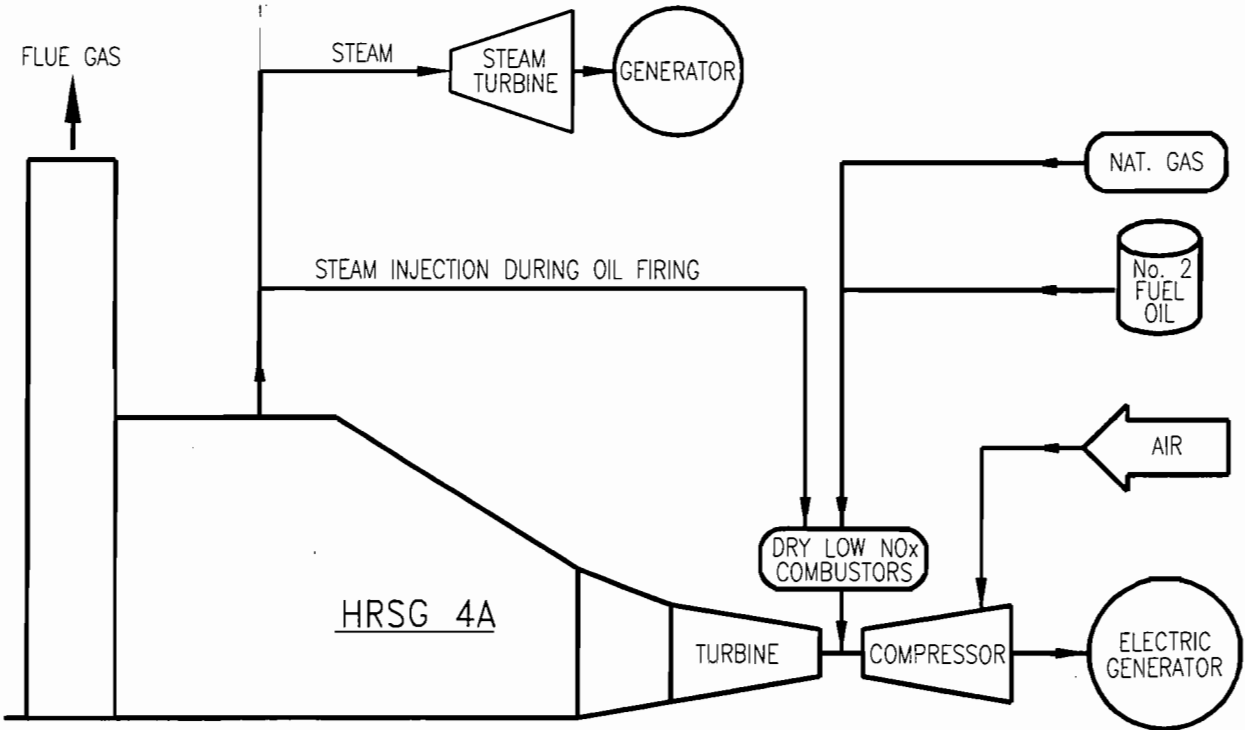 FLUE GAS
STEAM
STEAM
TURBINE
GENERATOR
NAT. GAS
STEAM INJECTION DURING OIL FIRING
No. 2
FUEL
OIL
AIR
DRY LOW NOx
COMBUSTORS
HRSG 4A
TURBINE
COMPRESSOR
ELECTRIC
GENERATOR